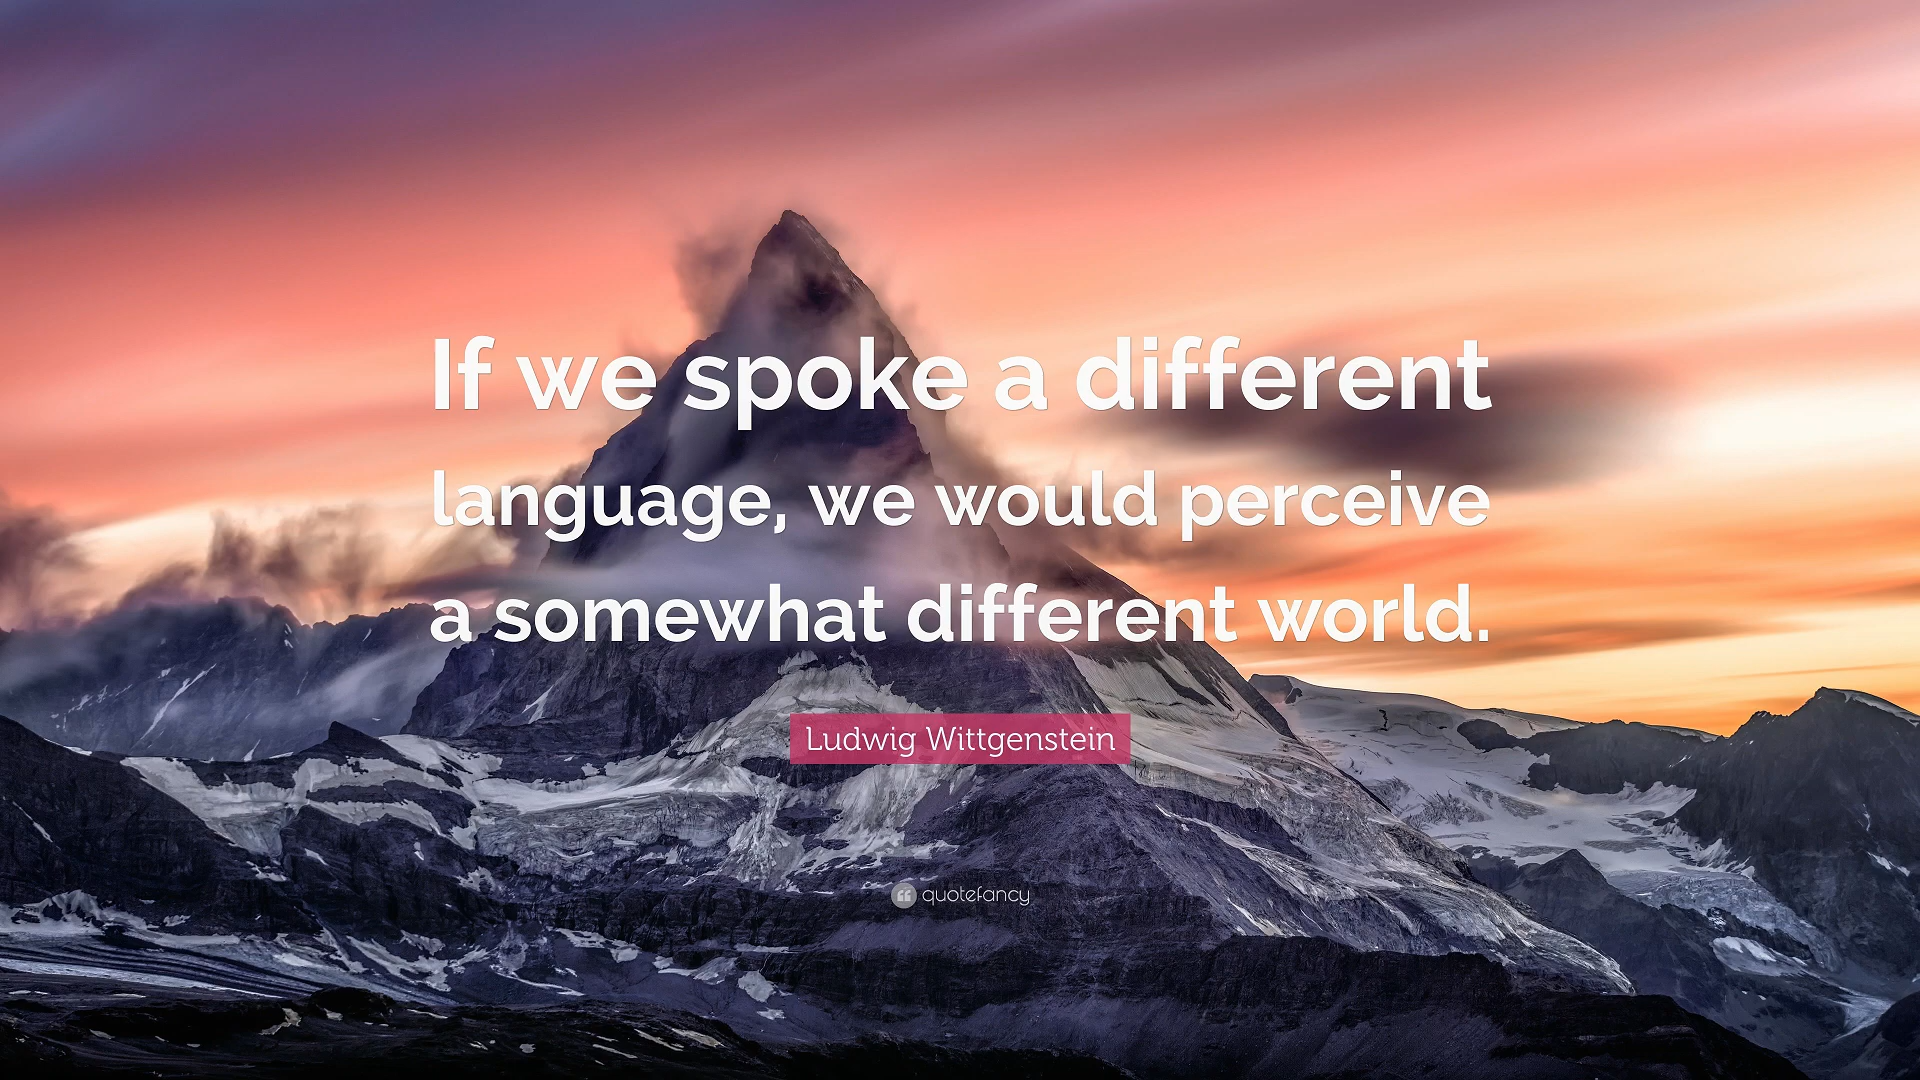 If we spoke a different
language, we would perceive
a somewhat different world.
Ludwig Wittgenstein
quotefancy